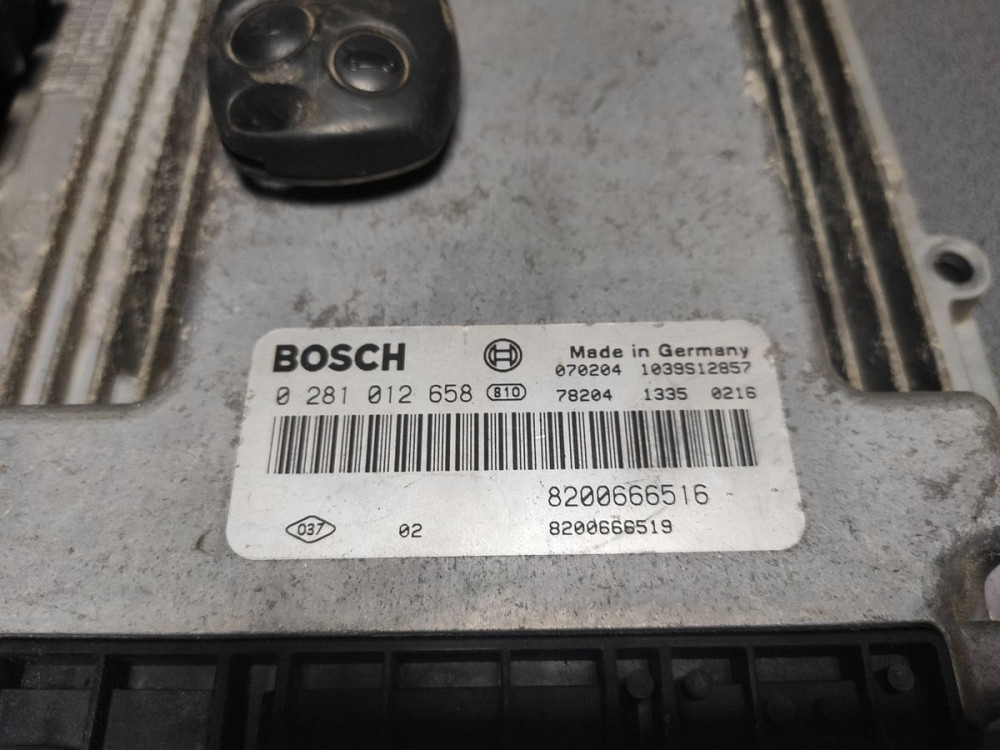 BOSCH
Made in Germany
070204 1039S12857
0 281 012 658 810
78204 1335 0216
8200666516
037 02 8200666519